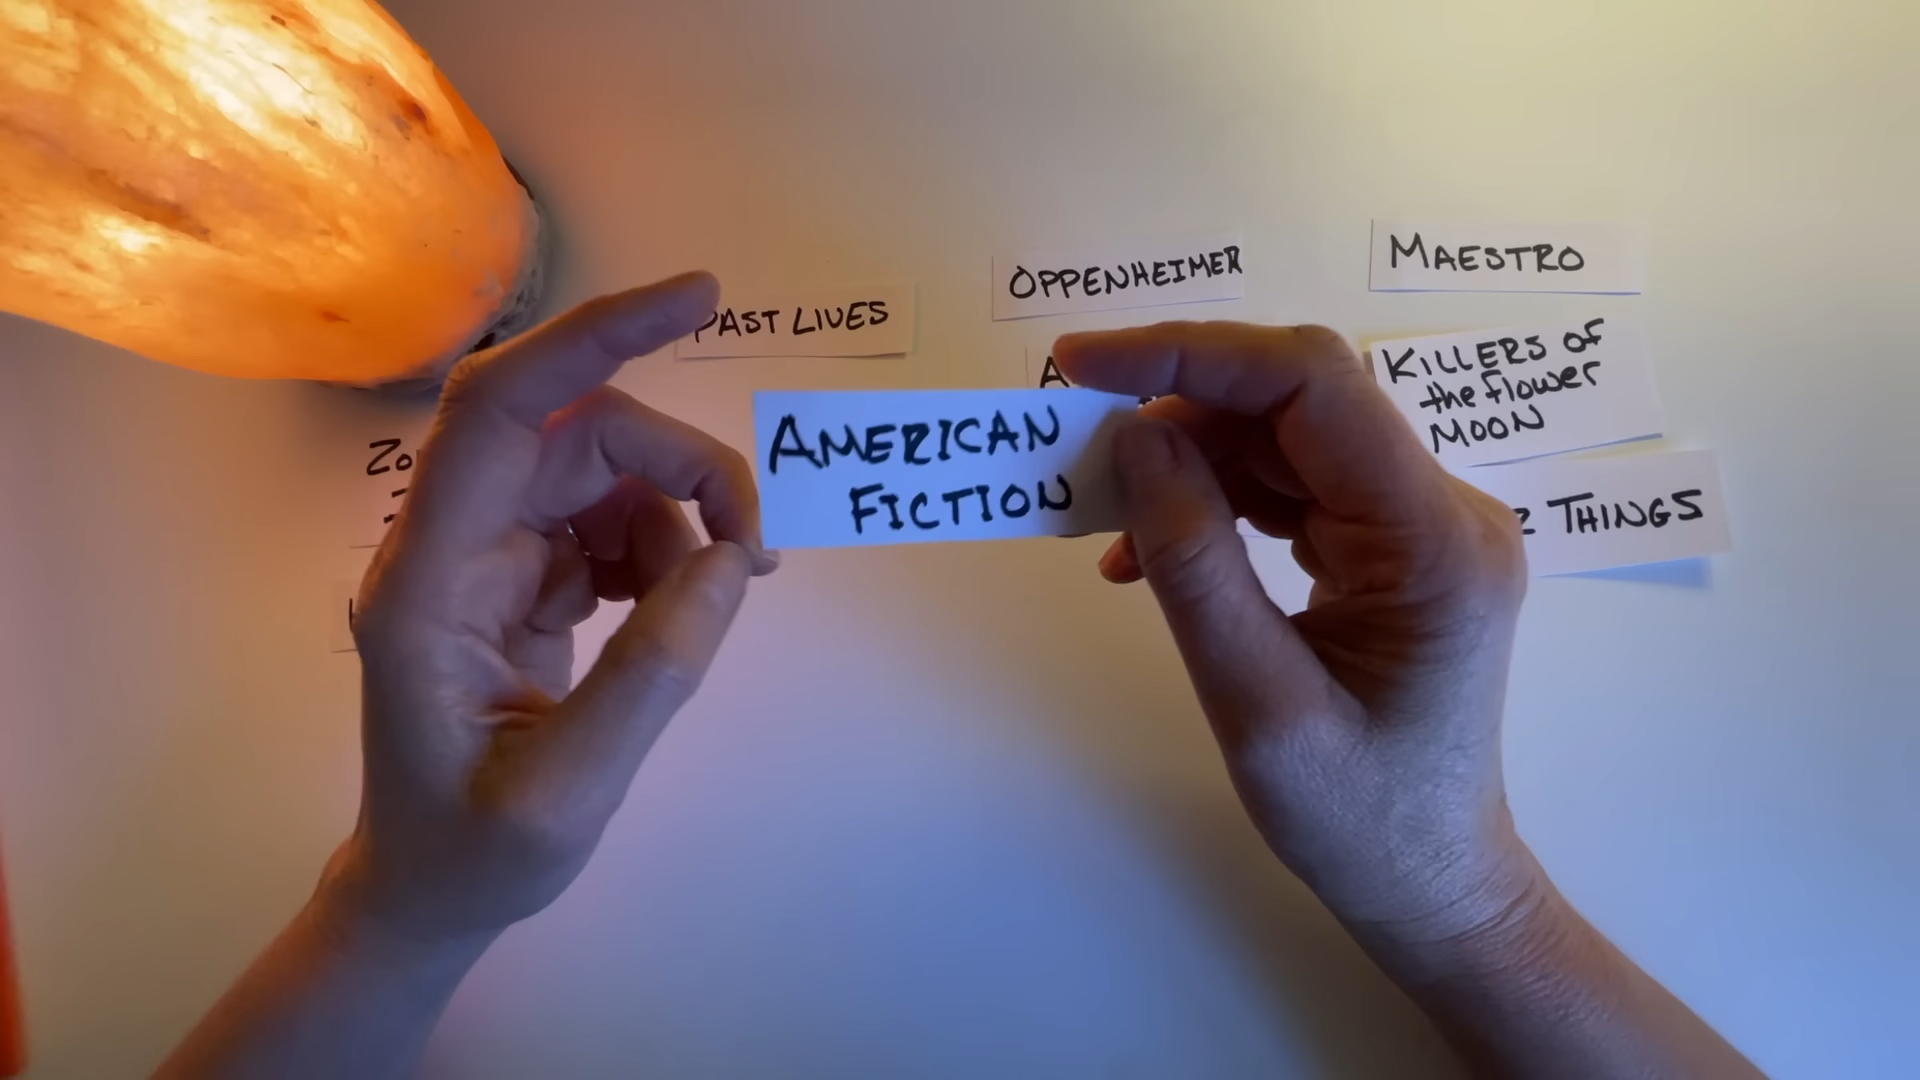 MAESTRO
OPPENHEIMER
PAST LIVES
KILLERS OF
the flower
MOON
AMERICAN
FICTION
THINGS